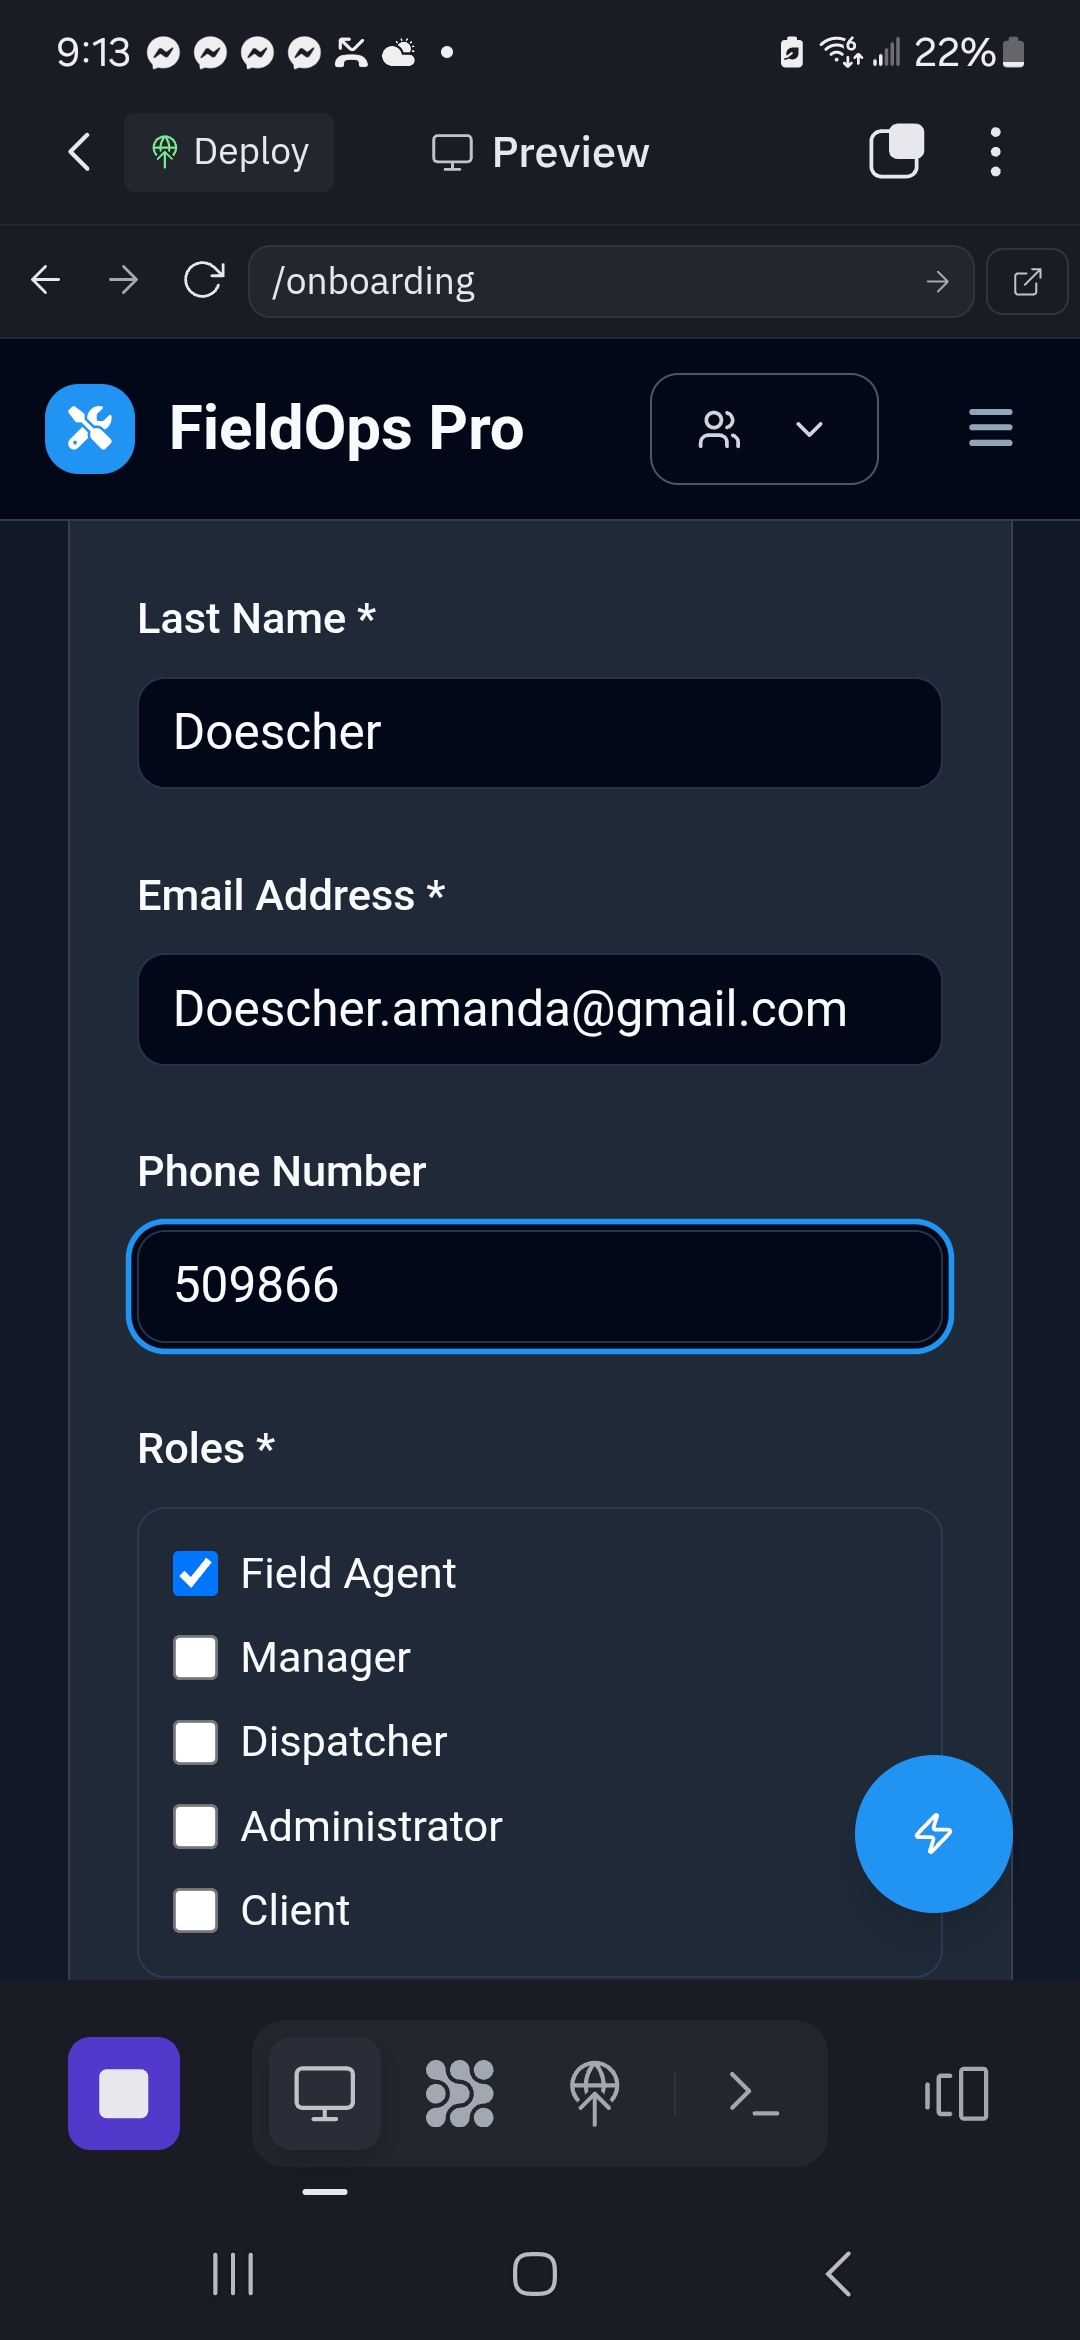 9:13
22%
Deploy
Preview
/onboarding
FieldOps Pro
Last Name *
Doescher
Email Address *
Doescher.amanda@gmail.com
Phone Number
509866
Roles *
Field Agent
Manager
Dispatcher
Administrator
Client